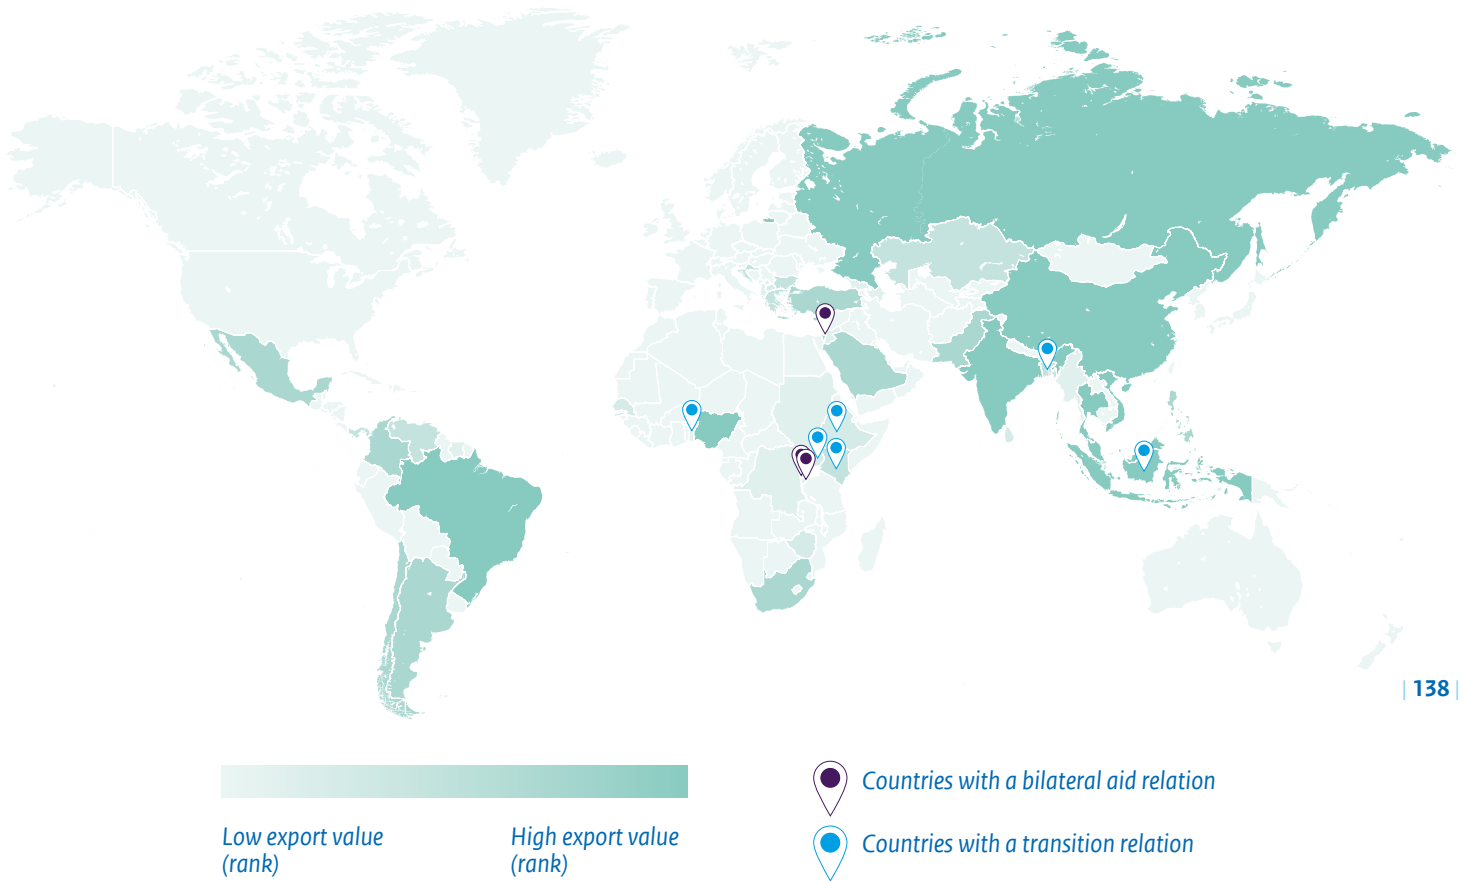 | 138 |
Low export value
(rank)
High export value
(rank)
Countries with a bilateral aid relation
Countries with a transition relation